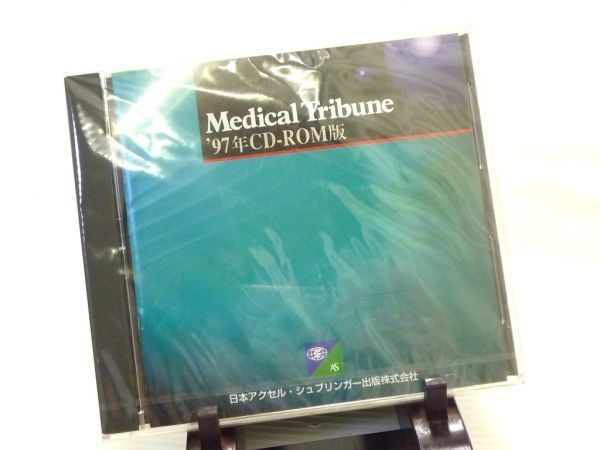 Medical Tribune
'97年CD-ROM版
AS
日本アクセル・シュプリンガー出版株式会社